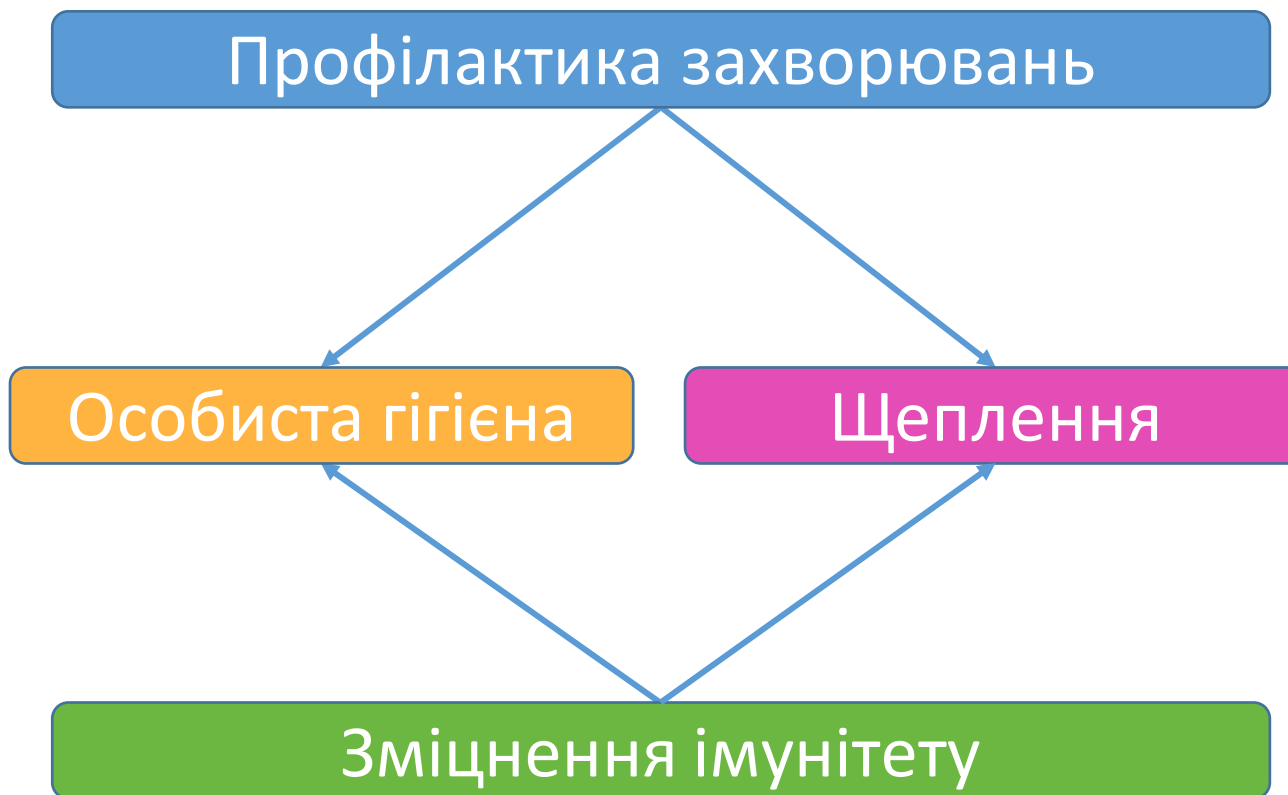 Профілактика захворювань
Особиста гігієна
Щеплення
Зміцнення імунітету